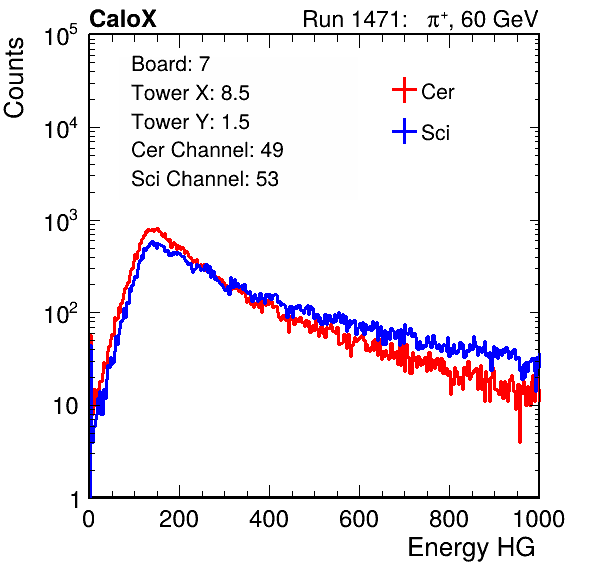 CaloX Run 1471: π⁺, 60 GeV
Counts
10⁵
10⁴
10³
10²
10
1
Board: 7
Tower X: 8.5
Tower Y: 1.5
Cer Channel: 49
Sci Channel: 53
Cer
Sci
0 200 400 600 800 1000
Energy HG